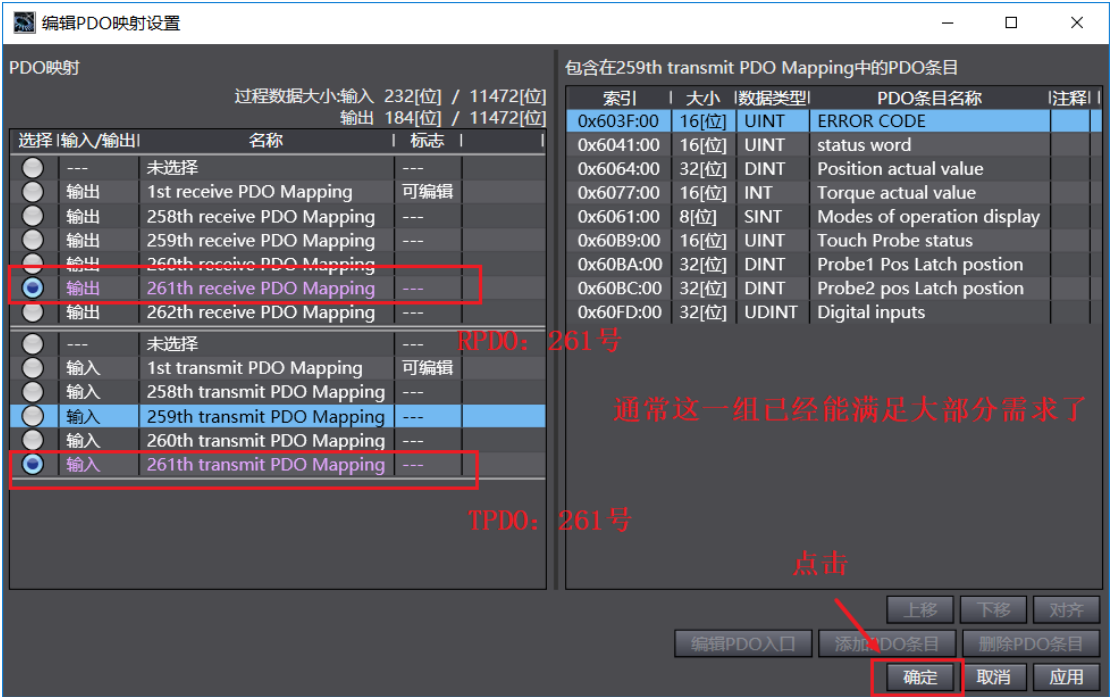 编辑PDO映射设置
PDO映射
过程数据大小:输入 232[位] / 11472[位]
输出 184[位] / 11472[位]
选择 输入/输出 名称 标志
--- 未选择 ---
输出 1st receive PDO Mapping 可编辑
输出 258th receive PDO Mapping ---
输出 259th receive PDO Mapping ---
输出 260th receive PDO Mapping ---
输出 261th receive PDO Mapping ---
输出 262th receive PDO Mapping ---
--- 未选择 ---
输入 1st transmit PDO Mapping 可编辑
输入 258th transmit PDO Mapping ---
输入 259th transmit PDO Mapping ---
输入 260th transmit PDO Mapping ---
输入 261th transmit PDO Mapping ---
包含在259th transmit PDO Mapping中的PDO条目
索引 大小 数据类型 PDO条目名称 注释
0x603F:00 16[位] UINT ERROR CODE
0x6041:00 16[位] UINT status word
0x6064:00 32[位] DINT Position actual value
0x6077:00 16[位] INT Torque actual value
0x6061:00 8[位] SINT Modes of operation display
0x60B9:00 16[位] UINT Touch Probe status
0x60BA:00 32[位] DINT Probe1 Pos Latch postion
0x60BC:00 32[位] DINT Probe2 pos Latch postion
0x60FD:00 32[位] UDINT Digital inputs
RPDO：261号
通常这一组已经能满足大部分需求了
TPDO：261号
点击
上移 下移 对齐
编辑PDO入口 添加PDO条目 删除PDO条目
确定 取消 应用